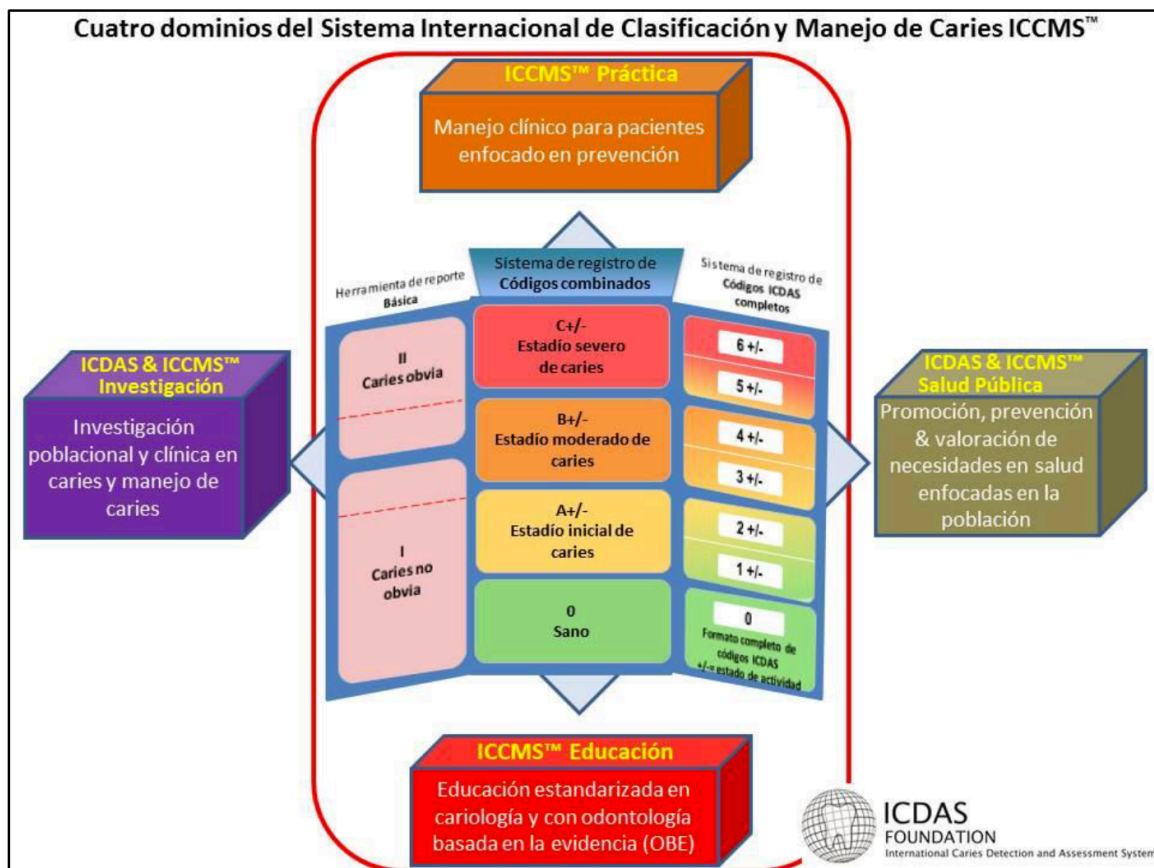 Cuatro dominios del Sistema Internacional de Clasificación y Manejo de Caries ICCMS™
ICCMS™ Práctica
Manejo clínico para pacientes
enfocado en prevención
Herramienta de reporte
Básica
II
Caries obvia
I
Caries no
obvia
Sistema de registro de
Códigos combinados
C+/-
Estadío severo
de caries
B+/-
Estadío moderado de
caries
A+/-
Estadío inicial de
caries
0
Sano
Sistema de registro de
Códigos ICDAS
completos
6 +/-
5 +/-
4 +/-
3 +/-
2 +/-
1 +/-
0
Formato completo de
códigos ICDAS
+/-= estado de actividad
ICDAS & ICCMS™
Investigación
Investigación
poblacional y clínica en
caries y manejo de
caries
ICDAS & ICCMS™
Salud Pública
Promoción, prevención
& valoración de
necesidades en salud
enfocadas en la
población
ICCMS™ Educación
Educación estandarizada en
cariología y con odontología
basada en la evidencia (OBE)
ICDAS
FOUNDATION
International Caries Detection and Assessment System